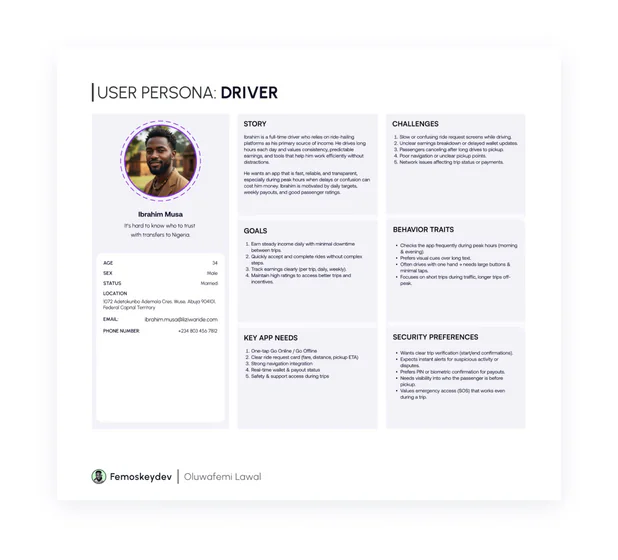 USER PERSONA: DRIVER
Ibrahim Musa
It's hard to know who to trust
with transfers to Nigeria.
AGE 34
SEX Male
STATUS Married
LOCATION
1072 Adetokunbo Ademola Cres. Wuse. Abuja 904101.
Federal Capital Territory
EMAIL: ibrahim.musa@liziwande.com
PHONE NUMBER +234 803 456 7812
STORY
Ibrahim is a full-time driver who relies on ride-hailing
platforms as his primary source of income. He drives long
hours each day and values consistency, predictable
earnings, and tools that help him work efficiently without
distractions.
He wants an app that is fast, reliable, and transparent,
especially during peak hours when delays or confusion can
cost him money. Ibrahim is motivated by daily targets,
weekly payouts, and good passenger ratings.
GOALS
1. Earn steady income daily with minimal downtime
between trips.
2. Quickly accept and complete rides without complex
steps.
3. Track earnings clearly (per trip, daily, weekly).
4. Maintain high ratings to access better trips and
incentives.
KEY APP NEEDS
1. One-tap Go Online / Go Offline
2. Clear ride request card (fare, distance, pickup ETA)
3. Strong navigation integration
4. Real-time wallet & payout status
5. Safety & support access during trips
CHALLENGES
1. Slow or confusing ride request screens while driving.
2. Unclear earnings breakdown or delayed wallet updates.
3. Passengers canceling after long drives to pickup.
4. Poor navigation or unclear pickup points.
5. Network issues affecting trip status or payments.
BEHAVIOR TRAITS
• Checks the app frequently during peak hours (morning
& evening).
• Prefers visual cues over long text.
• Often drives with one hand → needs large buttons &
minimal taps.
• Focuses on short trips during traffic, longer trips off-
peak.
SECURITY PREFERENCES
• Wants clear trip verification (start/end confirmations).
• Expects instant alerts for suspicious activity or
disputes.
• Prefers PIN or biometric confirmation for payouts.
• Needs visibility into who the passenger is before
pickup.
• Values emergency access (SOS) that works even
during a trip.
Femoskeydev | Oluwafemi Lawal